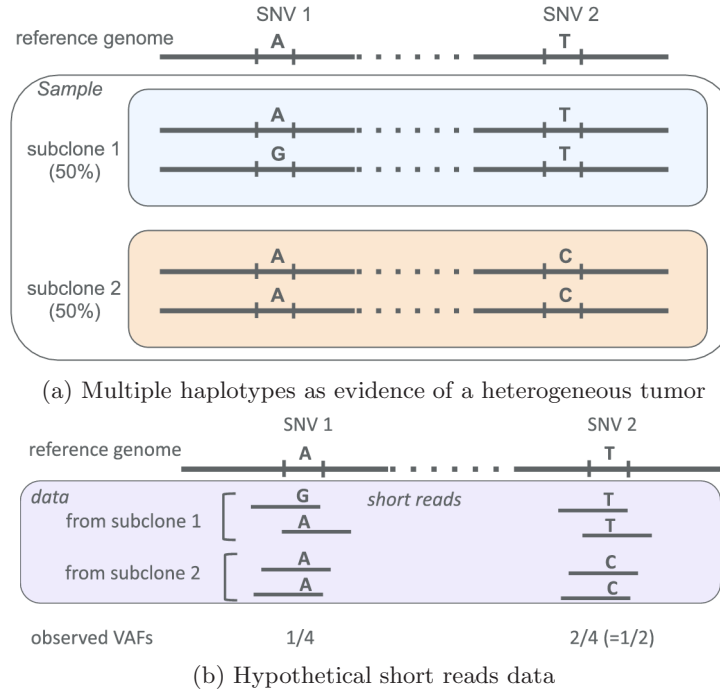 SNV 1 SNV 2
reference genome A T
Sample
A T
subclone 1
(50%)
G T
A C
subclone 2
(50%)
A C
(a) Multiple haplotypes as evidence of a heterogeneous tumor
SNV 1 SNV 2
reference genome A T
data G short reads T
from subclone 1 A T
from subclone 2 A C
A C
observed VAFs 1/4 2/4 (=1/2)
(b) Hypothetical short reads data